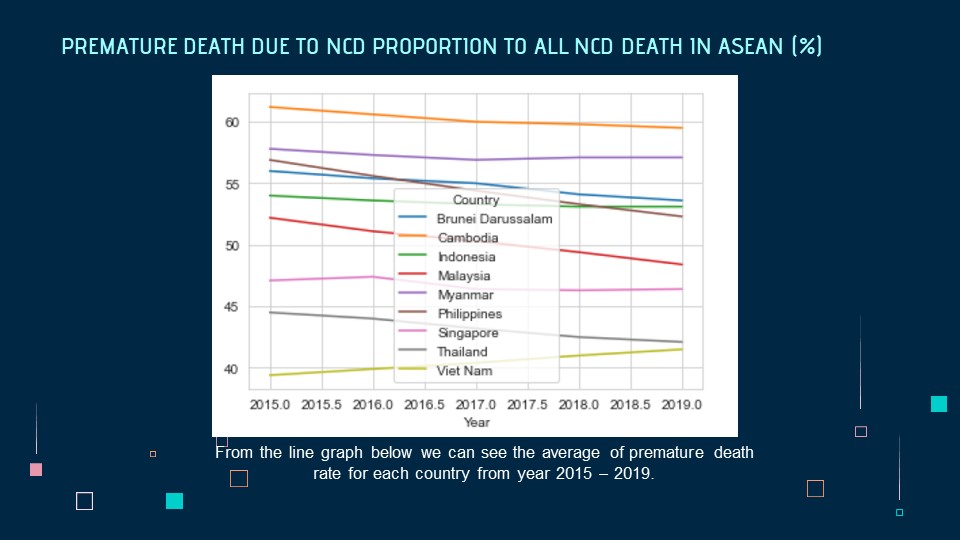 PREMATURE DEATH DUE TO NCD PROPORTION TO ALL NCD DEATH IN ASEAN (%)
60
55
50
45
40
Country
Brunei Darussalam
Cambodia
Indonesia
Malaysia
Myanmar
Philippines
Singapore
Thailand
Viet Nam
2015.0 2015.5 2016.0 2016.5 2017.0 2017.5 2018.0 2018.5 2019.0
Year
From the line graph below we can see the average of premature death
rate for each country from year 2015 – 2019.